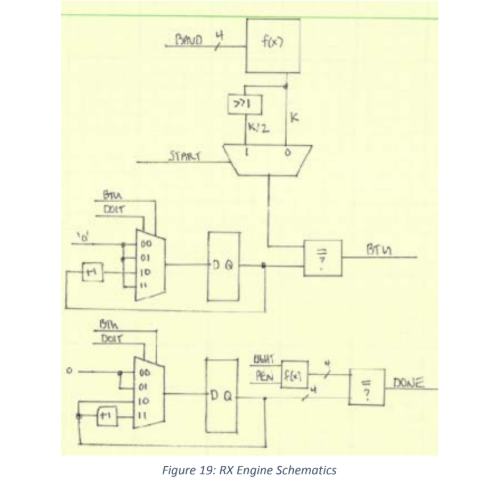 BAUD 4 f(x)
>>1
K/2 K
START 1 0
BTU
DOIT
'0' 00
01
+1 10
11
D Q
=
?
BTU
BTU
DOIT
0 00
01
10
+1 11
D Q
PEN f(x) 4
4
=
?
DONE
Figure 19: RX Engine Schematics